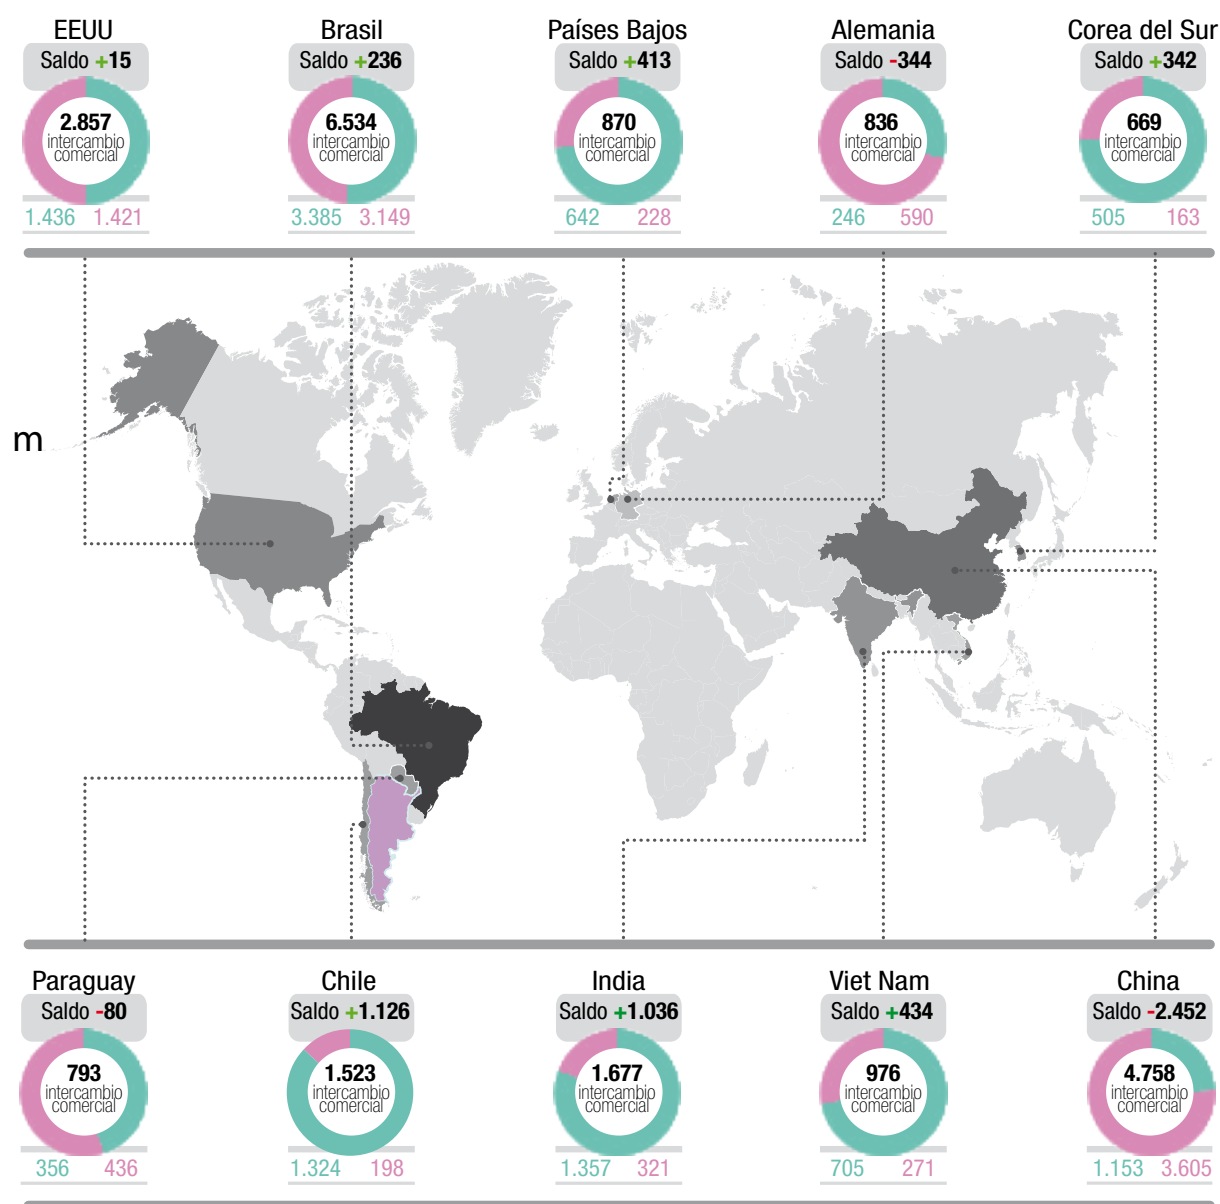 EEUU
Saldo +15
2.857
intercambio
comercial
1.436 1.421
Brasil
Saldo +236
6.534
intercambio
comercial
3.385 3.149
Países Bajos
Saldo +413
870
intercambio
comercial
642 228
Alemania
Saldo -344
836
intercambio
comercial
246 590
Corea del Sur
Saldo +342
669
intercambio
comercial
505 163
m
Paraguay
Saldo -80
793
intercambio
comercial
356 436
Chile
Saldo +1.126
1.523
intercambio
comercial
1.324 198
India
Saldo +1.036
1.677
intercambio
comercial
1.357 321
Viet Nam
Saldo +434
976
intercambio
comercial
705 271
China
Saldo -2.452
4.758
intercambio
comercial
1.153 3.605